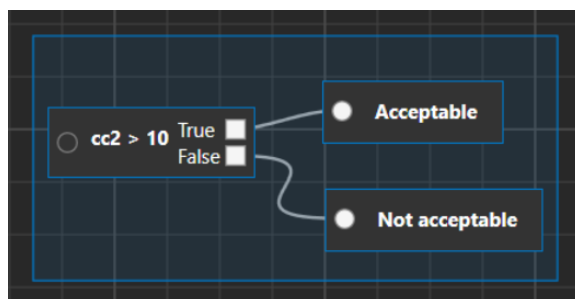 cc2 > 10
True
False
Acceptable
Not acceptable